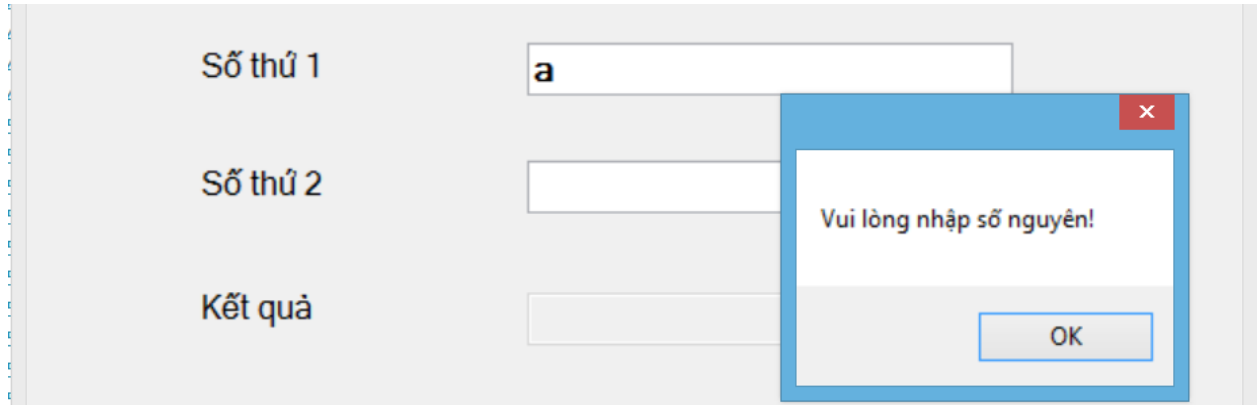 Số thứ 1
a
Số thứ 2
Vui lòng nhập số nguyên!
Kết quả
OK